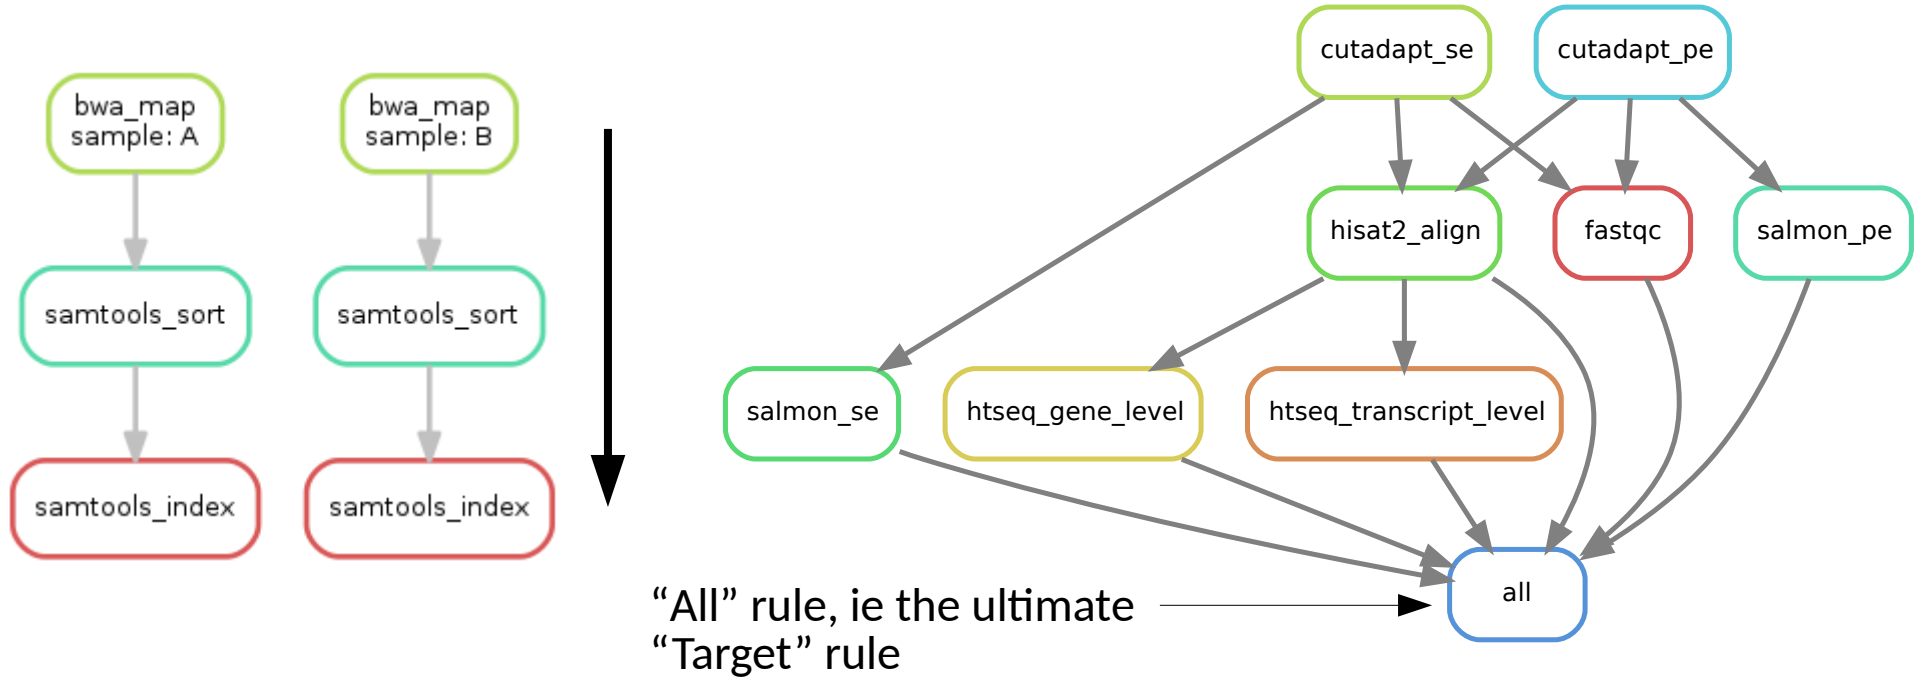 bwa_map
sample: A
bwa_map
sample: B
samtools_sort
samtools_sort
samtools_index
samtools_index
cutadapt_se
cutadapt_pe
hisat2_align
fastqc
salmon_pe
salmon_se
htseq_gene_level
htseq_transcript_level
all
“All” rule, ie the ultimate
“Target” rule